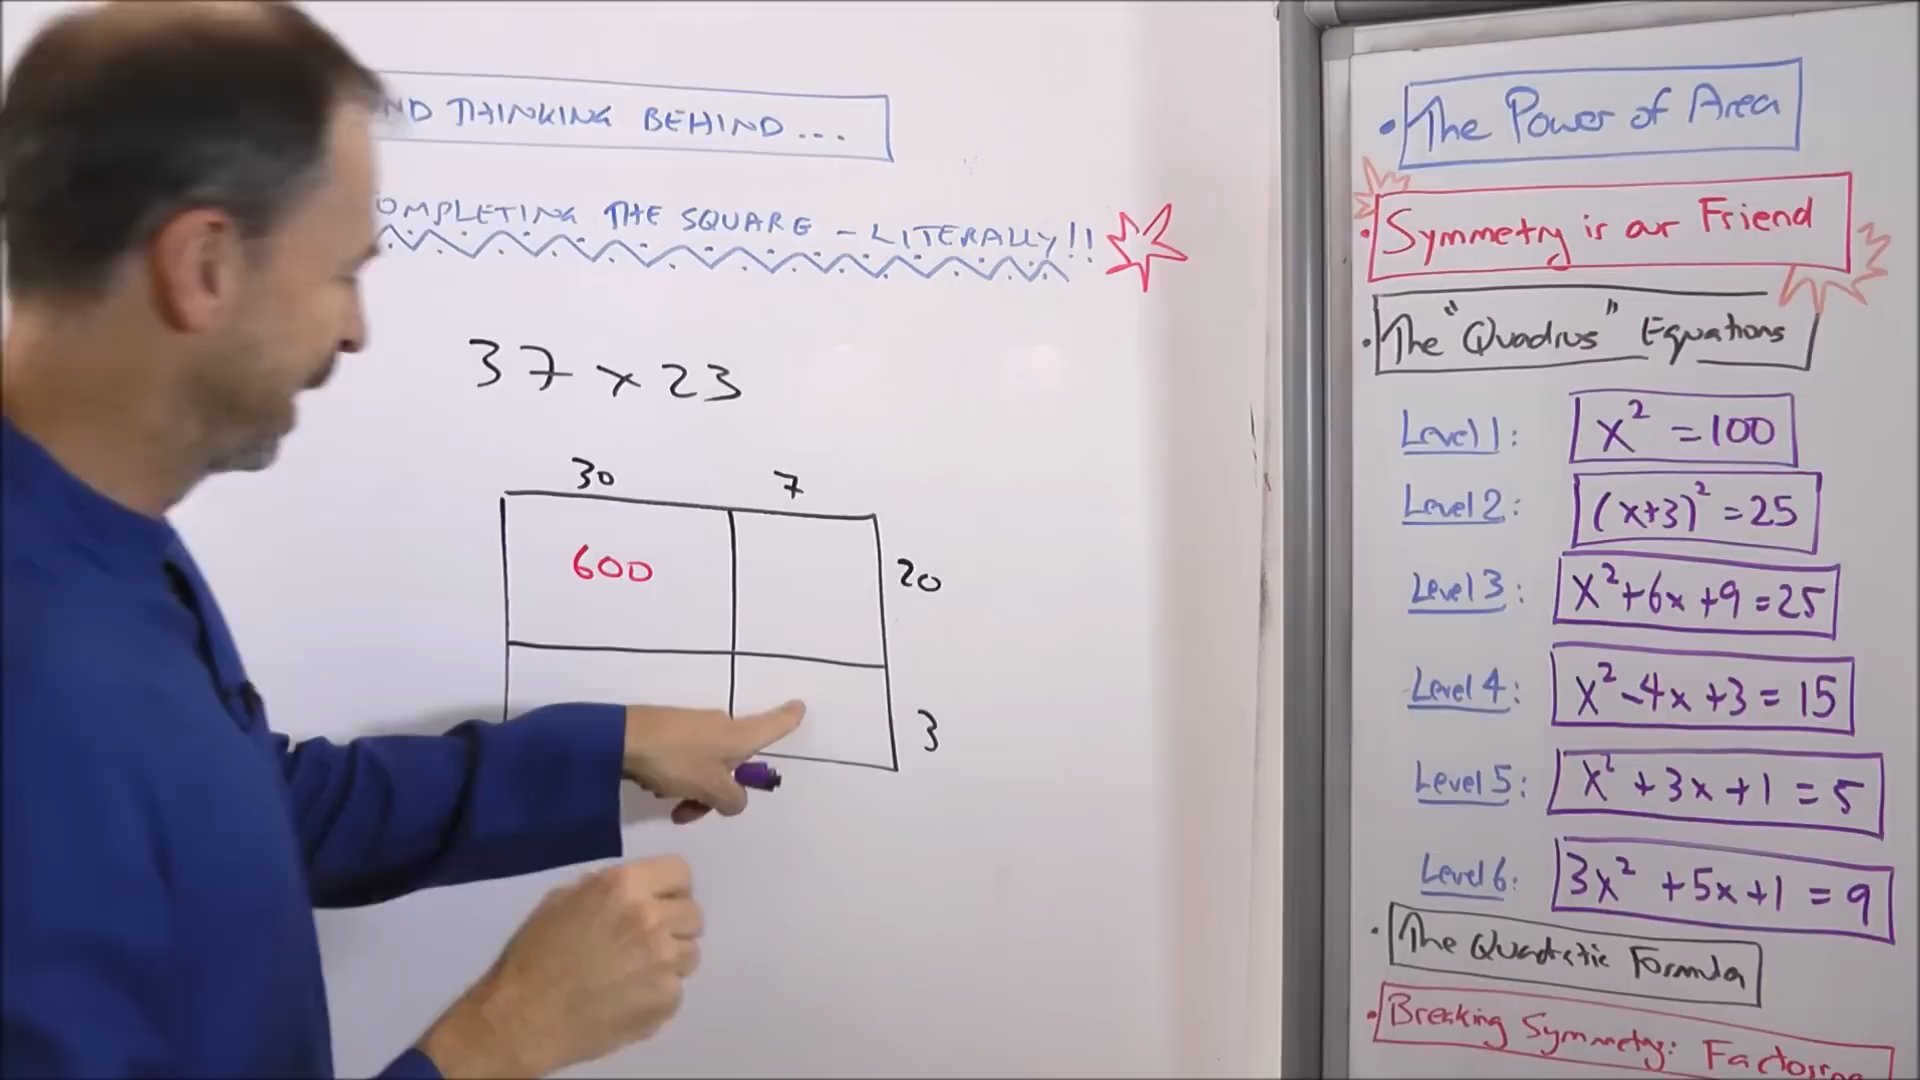 ND THINKING BEHIND...
OMPLETING THE SQUARE - LITERALLY!!
37 x 23
30 7
600
20
3
• The Power of Area
• Symmetry is our Friend
• The "Quadrus" Equations
Level 1: x² = 100
Level 2: (x+3)² = 25
Level 3: x² + 6x + 9 = 25
Level 4: x² - 4x + 3 = 15
Level 5: x² + 3x + 1 = 5
Level 6: 3x² + 5x + 1 = 9
• The Quadratic Formula
• Breaking Symmetry: Factoring